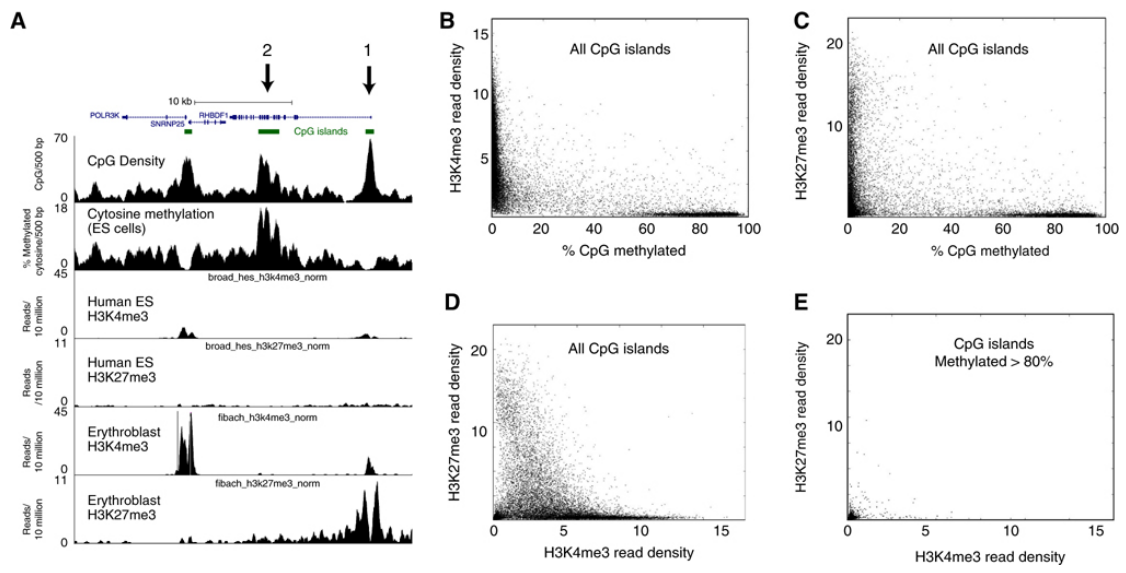 A
2
1
10 kb
POLR3K
SNRNP25
RHBDF1
CpG islands
70
CpG Density
CpG/500 bp
0
18
Cytosine methylation
(ES cells)
% Methylated
cytosine/500 bp
0
broad_hes_h3k4me3_norm
45
Human ES
H3K4me3
Reads/
10 million
0
broad_hes_h3k27me3_norm
11
Human ES
H3K27me3
Reads
/10 million
0
fibach_h3k4me3_norm
45
Erythroblast
H3K4me3
Reads/
10 million
0
fibach_h3k27me3_norm
11
Erythroblast
H3K27me3
Reads/
10 million
0
B
All CpG islands
H3K4me3 read density
15
10
5
0 20 40 60 80 100
% CpG methylated
C
All CpG islands
H3K27me3 read density
20
10
0 20 40 60 80 100
% CpG methylated
D
All CpG islands
H3K27me3 read density
20
10
0 5 10 15
H3K4me3 read density
E
CpG islands
Methylated > 80%
H3K27me3 read density
20
10
0 5 10 15
H3K4me3 read density